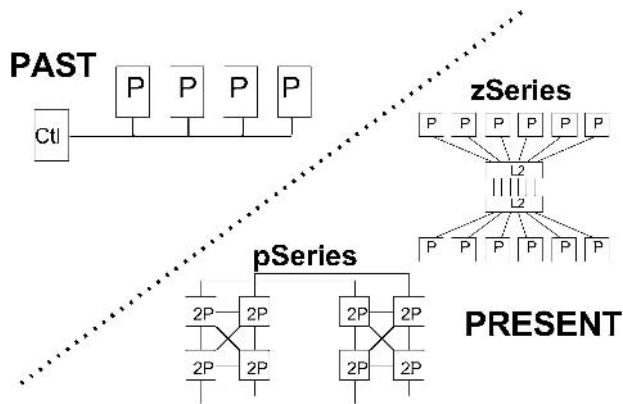 PAST
P P P P
Ctl
zSeries
P P P P P P
L2
L2
P P P P P P
pSeries
2P 2P 2P 2P
PRESENT
2P 2P 2P 2P